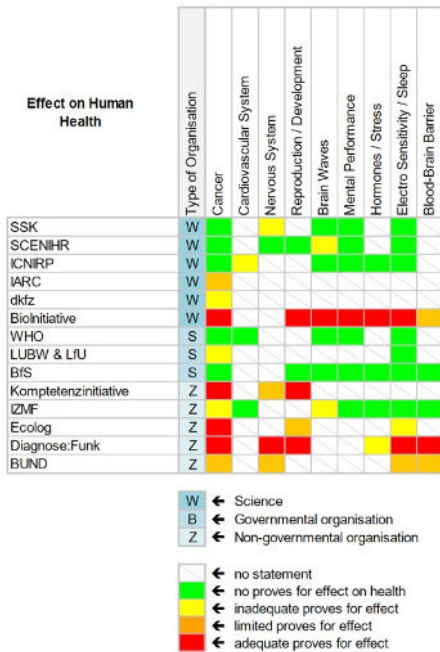 Effect on Human
Health
Type of Organisation
Cancer
Cardiovascular System
Nervous System
Reproduction / Development
Brain Waves
Mental Performance
Hormones / Stress
Electro Sensitivity / Sleep
Blood-Brain Barrier
SSK W
SCENIHR W
ICNIRP W
IARC W
dkfz W
BioInitiative W
WHO S
LUBW & LfU S
BfS S
Komptetenzinitiative Z
IZMF Z
Ecolog Z
Diagnose:Funk Z
BUND Z
W ← Science
B ← Governmental organisation
Z ← Non-governmental organisation
← no statement
← no proves for effect on health
← inadequate proves for effect
← limited proves for effect
← adequate proves for effect